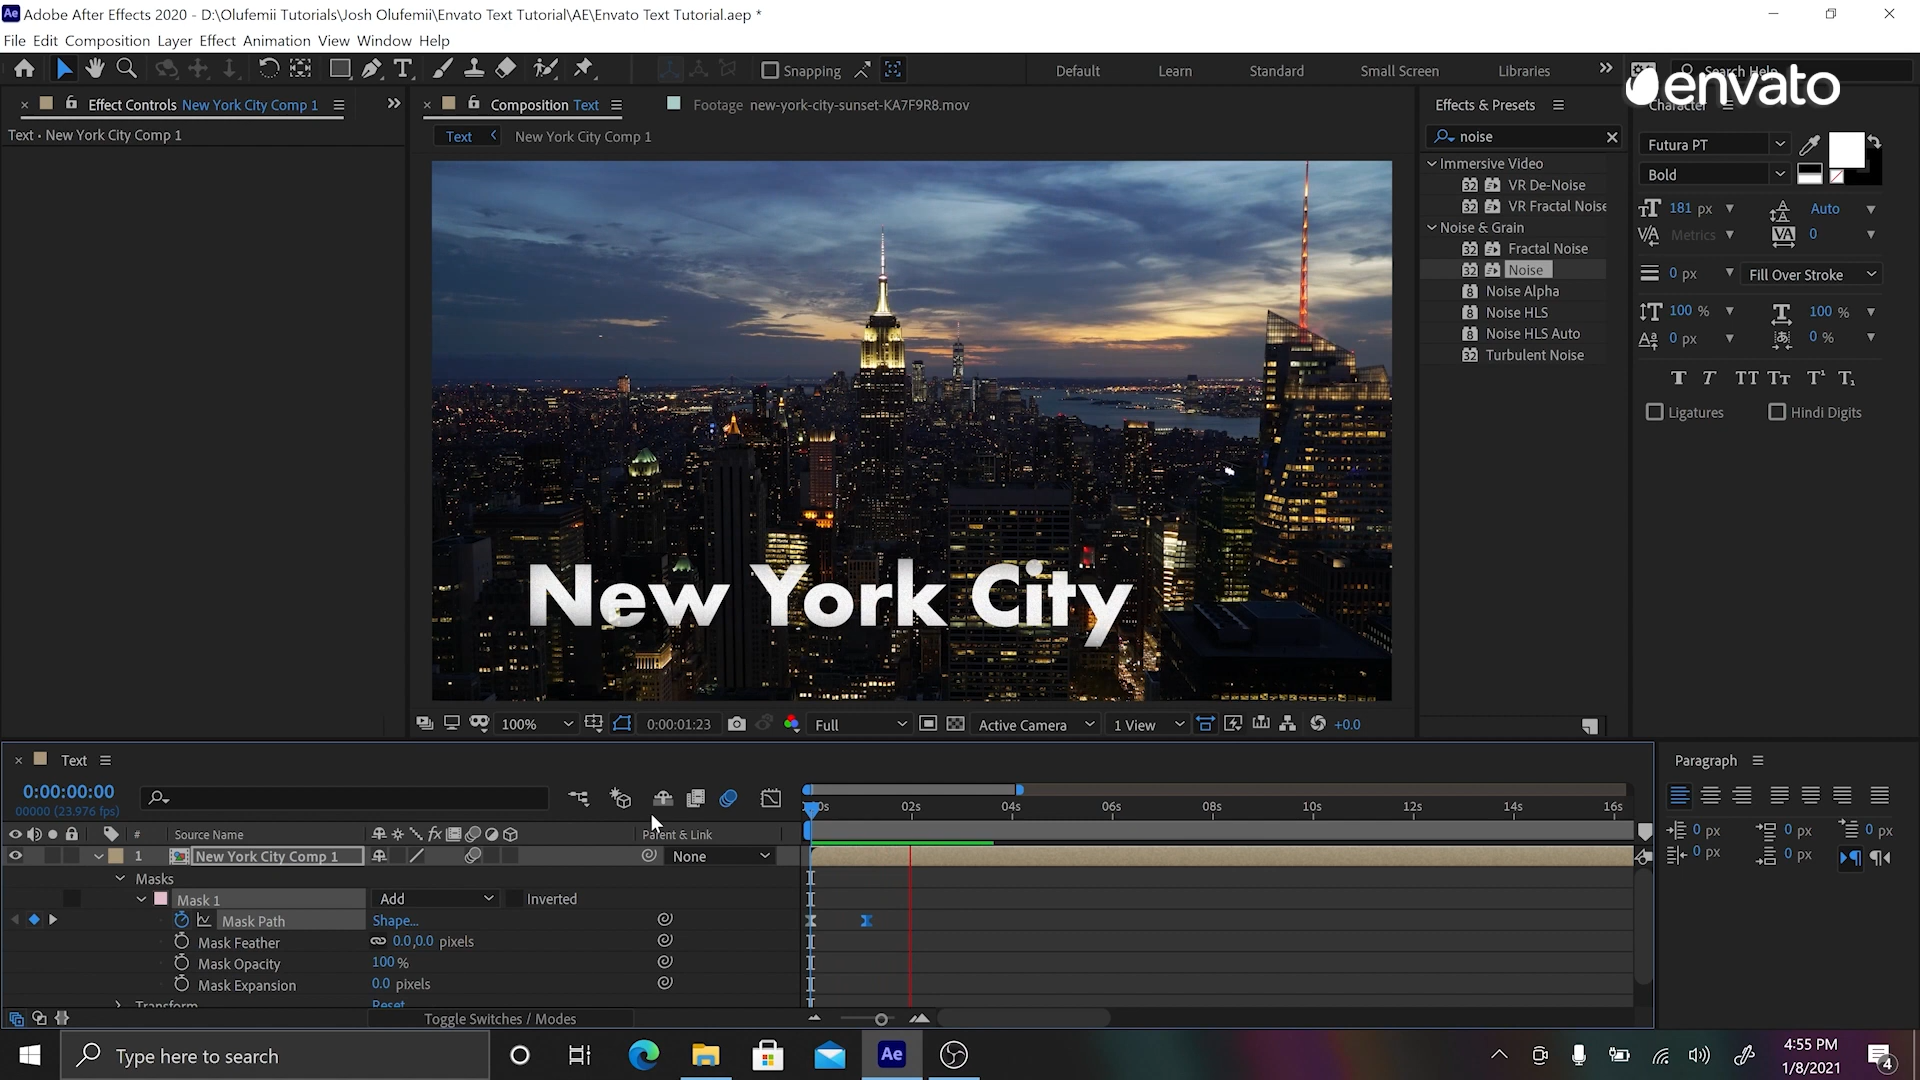 Adobe After Effects 2020 - D:\Olufemii Tutorials\Josh Olufemii\Envato Text Tutorial\AE\Envato Text Tutorial.aep *
File Edit Composition Layer Effect Animation View Window Help
Snapping
Default Learn Standard Small Screen Libraries Search Help
envato
Effect Controls New York City Comp 1
Composition Text
Footage new-york-city-sunset-KA7F9R8.mov
Effects & Presets
Character
Text • New York City Comp 1
Text New York City Comp 1
noise
Immersive Video
VR De-Noise
VR Fractal Noise
Noise & Grain
Fractal Noise
Noise
Noise Alpha
Noise HLS
Noise HLS Auto
Turbulent Noise
Futura PT
Bold
181 px Auto
Metrics 0
0 px Fill Over Stroke
100 % 100 %
0 px 0 %
Ligatures Hindi Digits
New York City
100% 0:00:01:23 Full Active Camera 1 View +0.0
Text
0:00:00:00
00000 (23.976 fps)
02s 04s 06s 08s 10s 12s 14s 16s
# Source Name Parent & Link
1 New York City Comp 1 None
Masks
Mask 1 Add Inverted
Mask Path Shape...
Mask Feather 0.0,0.0 pixels
Mask Opacity 100 %
Mask Expansion 0.0 pixels
Transform Reset
Toggle Switches / Modes
Paragraph
0 px 0 px 0 px
0 px 0 px
Type here to search
Ae
4:55 PM
1/8/2021
4